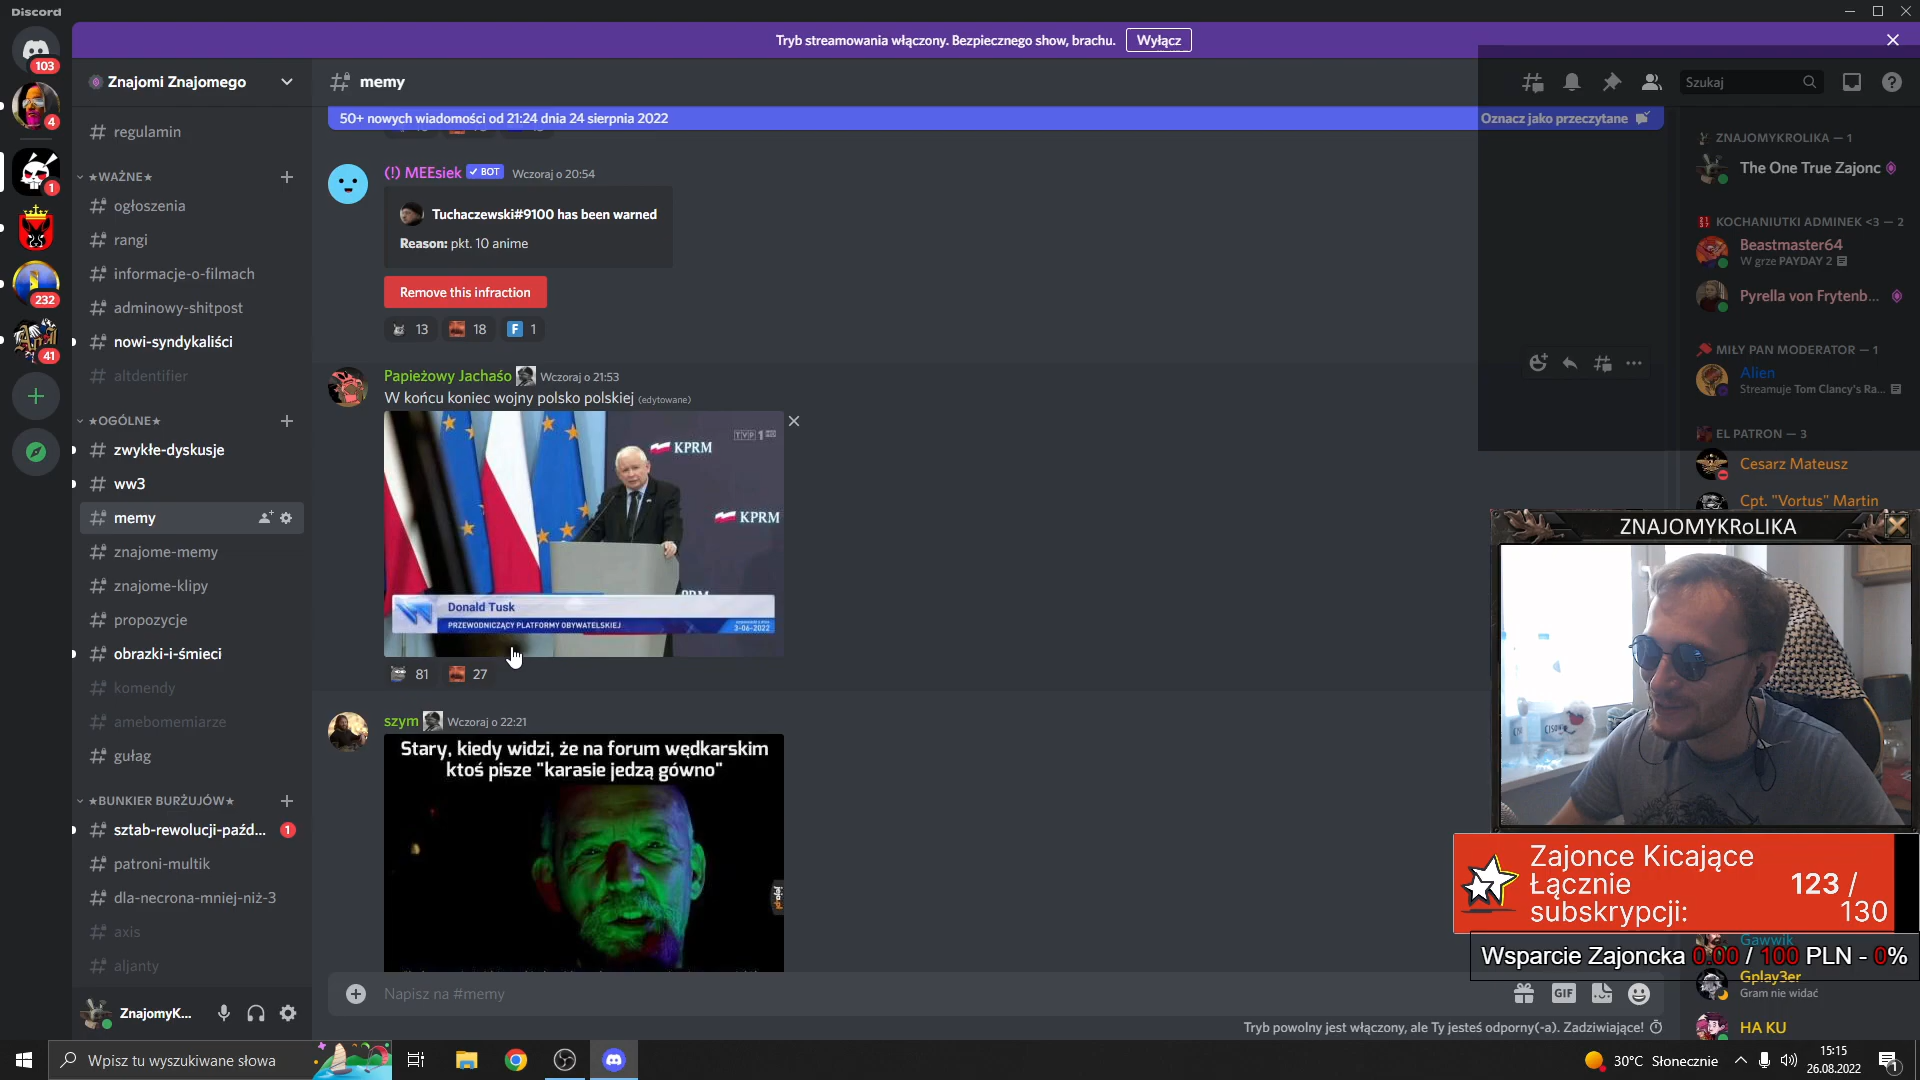 Discord
Tryb streamowania włączony. Bezpiecznego show, brachu.
Wyłącz
103
4
1
232
41
Znajomi Znajomego
regulamin
★WAŻNE★
ogłoszenia
rangi
informacje-o-filmach
adminowy-shitpost
nowi-syndykaliści
altdentifier
★OGÓLNE★
zwykłe-dyskusje
ww3
memy
znajome-memy
znajome-klipy
propozycje
obrazki-i-śmieci
komendy
amebomemiarze
gułag
★BUNKIER BURŻUJÓW★
sztab-rewolucji-paźd...
1
patroni-multik
dla-necrona-mniej-niż-3
axis
aljanty
ZnajomyK...
memy
Szukaj
50+ nowych wiadomości od 21:24 dnia 24 sierpnia 2022
Oznacz jako przeczytane
(!) MEEsiek
BOT
Wczoraj o 20:54
Tuchaczewski#9100 has been warned
Reason: pkt. 10 anime
Remove this infraction
13
18
F 1
Papieżowy Jachaśo
Wczoraj o 21:53
W końcu koniec wojny polsko polskiej (edytowane)
TVP1 HD
KPRM
KPRM
Donald Tusk
PRZEWODNICZĄCY PLATFORMY OBYWATELSKIEJ
3-06-2022
81
27
szym
Wczoraj o 22:21
Stary, kiedy widzi, że na forum wędkarskim
ktoś pisze "karasie jedzą gówno"
jeja.pl
Napisz na #memy
GIF
Tryb powolny jest włączony, ale Ty jesteś odporny(-a). Zadziwiające!
ZNAJOMYKROLIKA — 1
The One True Zajonc
KOCHANIUTKI ADMINEK <3 — 2
Beastmaster64
W grze PAYDAY 2
Pyrella von Frytenb...
MIŁY PAN MODERATOR — 1
Alien
Streamuje Tom Clancy's Ra...
EL PATRON — 3
Cesarz Mateusz
Cpt. "Vortus" Martin
ZNAJOMYKRoLIKA
Zajonce Kicające
Łącznie
subskrypcji:
123 /
130
Gawwik
Wsparcie Zajoncka 0.00 / 100 PLN - 0%
Gplay3er
Gram nie widać
HA KU
Wpisz tu wyszukiwane słowa
30°C Słonecznie
15:15
26.08.2022
1